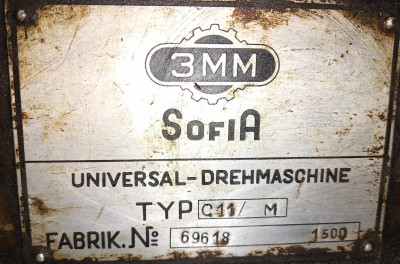 ЗММ
SofiA
UNIVERSAL-DREHMASCHINE
TYP C11/ M
FABRIK.№ 69618 1500